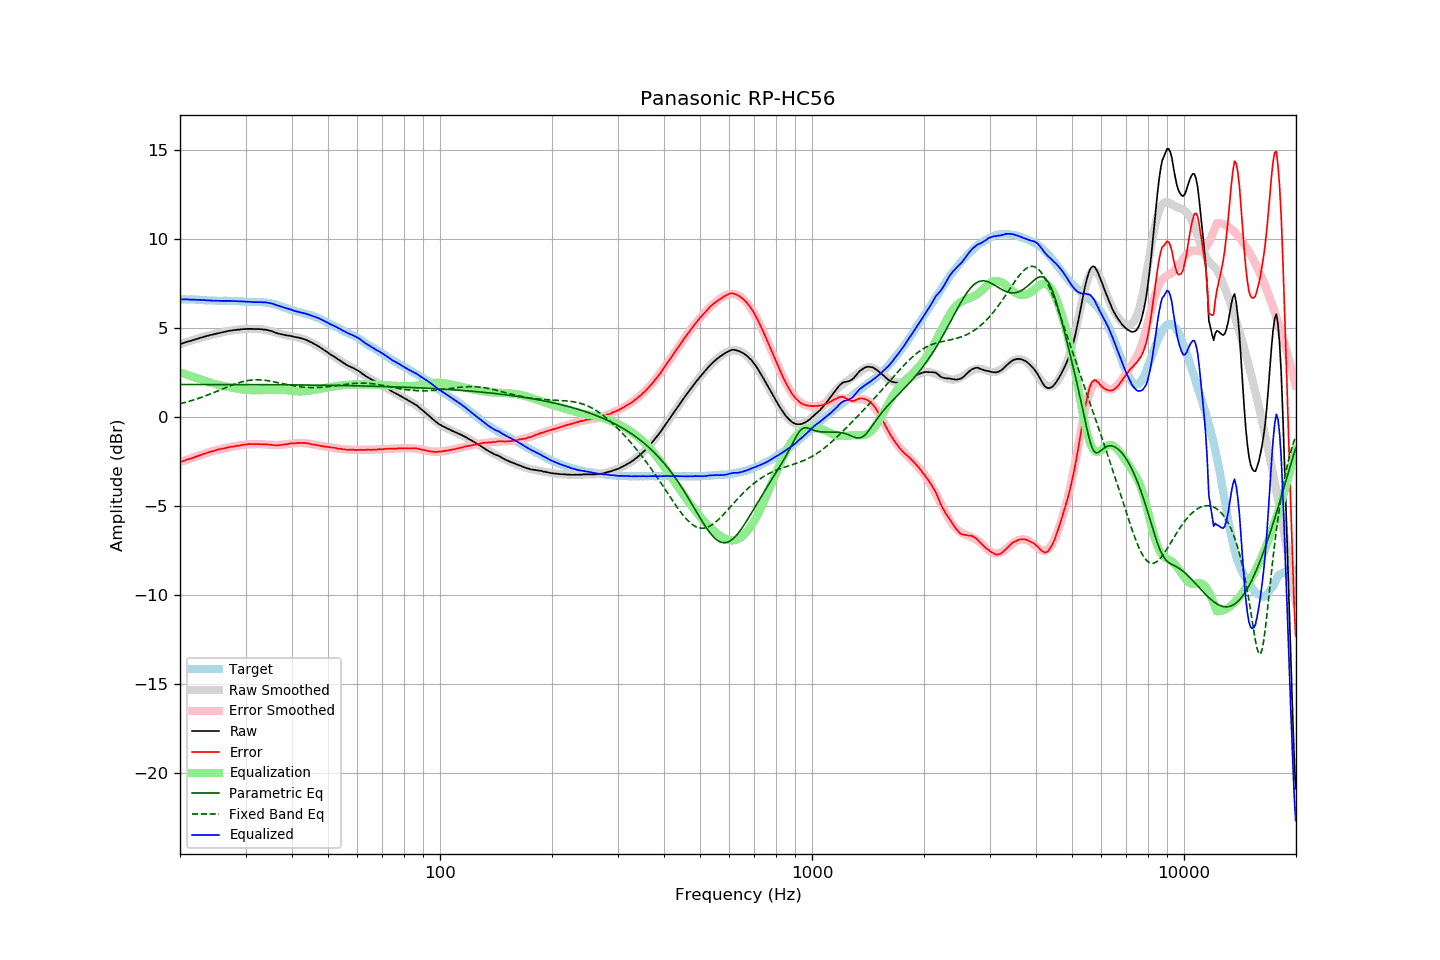 Panasonic RP-HC56
15
10
5
0
−5
−10
−15
−20
Amplitude (dBr)
Target
Raw Smoothed
Error Smoothed
Raw
Error
Equalization
Parametric Eq
Fixed Band Eq
Equalized
100
1000
10000
Frequency (Hz)